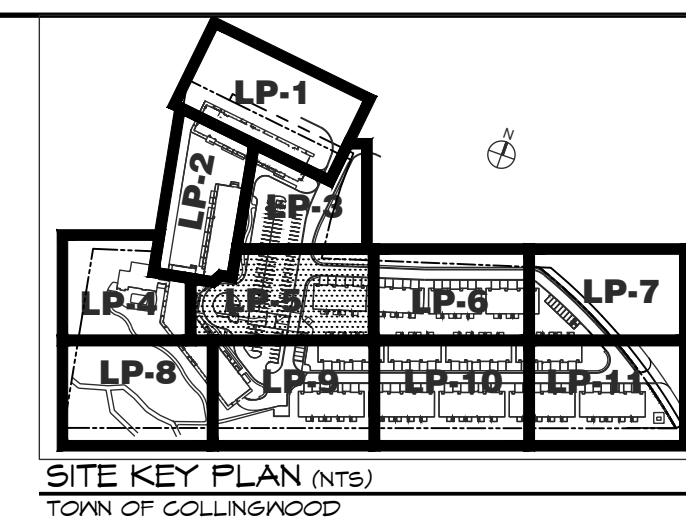 LP-1
N
LP-2
LP-3
LP-4
LP-5
LP-6
LP-7
LP-8
LP-9
LP-10
LP-11
SITE KEY PLAN (NTS)
TOWN OF COLLINGWOOD